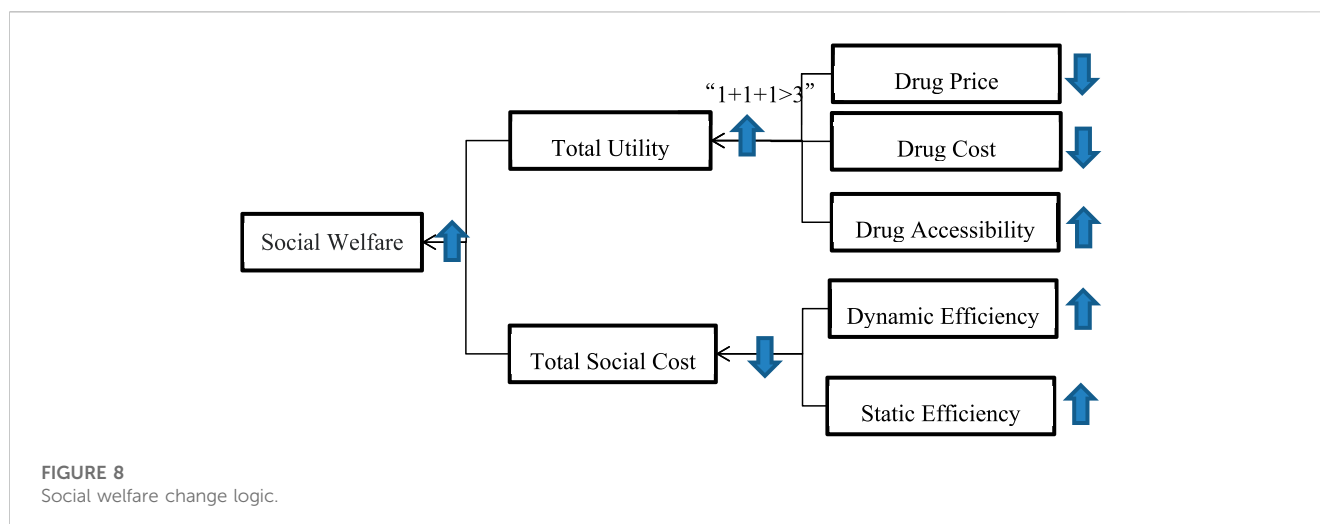 “1+1+1>3”
Drug Price
Drug Cost
Total Utility
Drug Accessibility
Social Welfare
Dynamic Efficiency
Total Social Cost
Static Efficiency
FIGURE 8
Social welfare change logic.